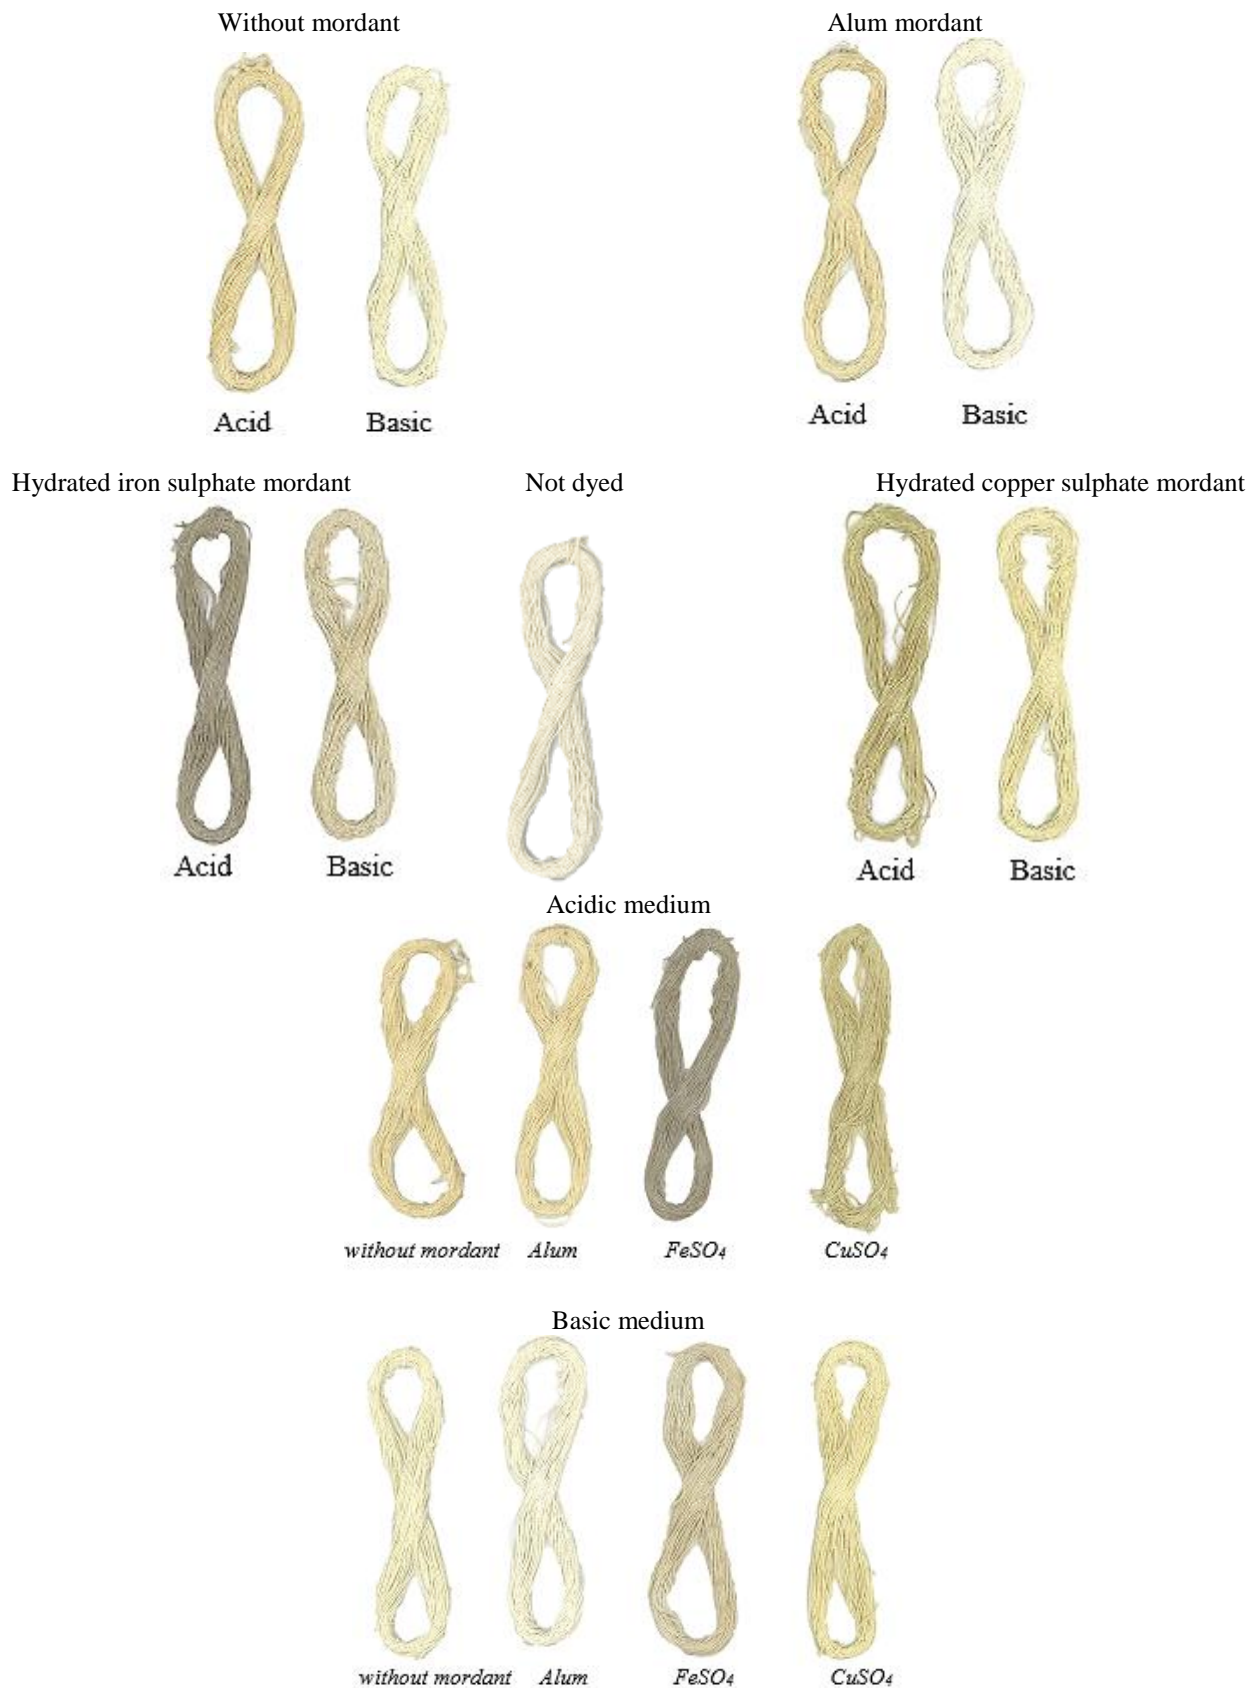 Without mordant
Alum mordant
Acid
Basic
Acid
Basic
Hydrated iron sulphate mordant
Not dyed
Hydrated copper sulphate mordant
Acid
Basic
Acid
Basic
Acidic medium
without mordant
Alum
FeSO₄
CuSO₄
Basic medium
without mordant
Alum
FeSO₄
CuSO₄